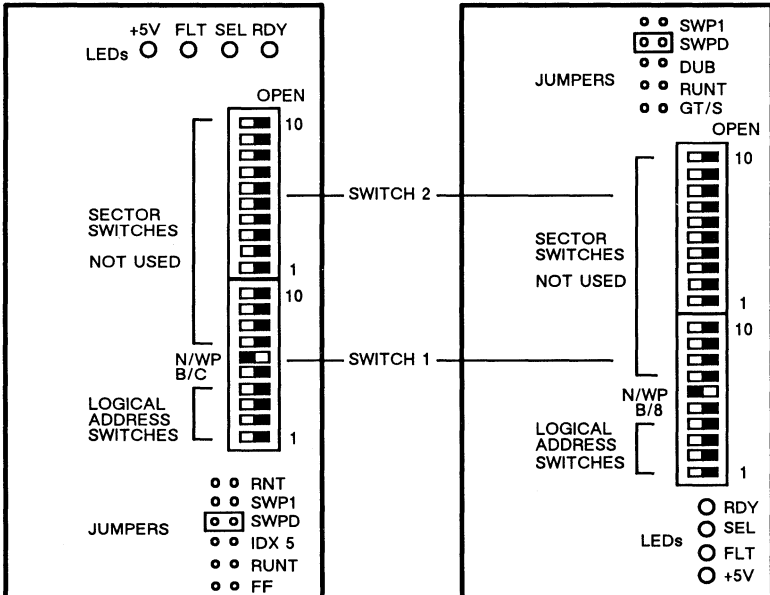 +5V FLT SEL RDY
LEDs
OPEN
10
SECTOR
SWITCHES
NOT USED
1
10
N/WP
B/C
LOGICAL
ADDRESS
SWITCHES
1
RNT
SWP1
JUMPERS
SWPD
IDX 5
RUNT
FF
SWITCH 2
SWITCH 1
SWP1
SWPD
JUMPERS
DUB
RUNT
GT/S
OPEN
10
SECTOR
SWITCHES
NOT USED
1
10
N/WP
B/8
LOGICAL
ADDRESS
SWITCHES
1
RDY
LEDs
SEL
FLT
+5V